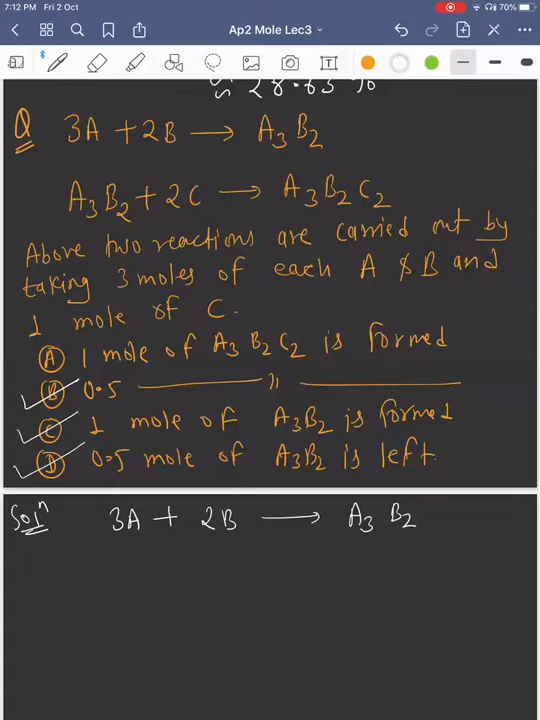 7:12 PM Fri 2 Oct
70%
Ap2 Mole Lec3
≈ 28.63 %
Q 3A + 2B ⟶ A₃B₂
A₃B₂ + 2C ⟶ A₃B₂C₂
Above two reactions are carried out by
taking 3 moles of each A & B and
1 mole of C.
(A) 1 mole of A₃B₂C₂ is formed
(B) 0.5 ——— 〃 ———
(C) 1 mole of A₃B₂ is formed
(D) 0.5 mole of A₃B₂ is left.
Solⁿ 3A + 2B ⟶ A₃B₂